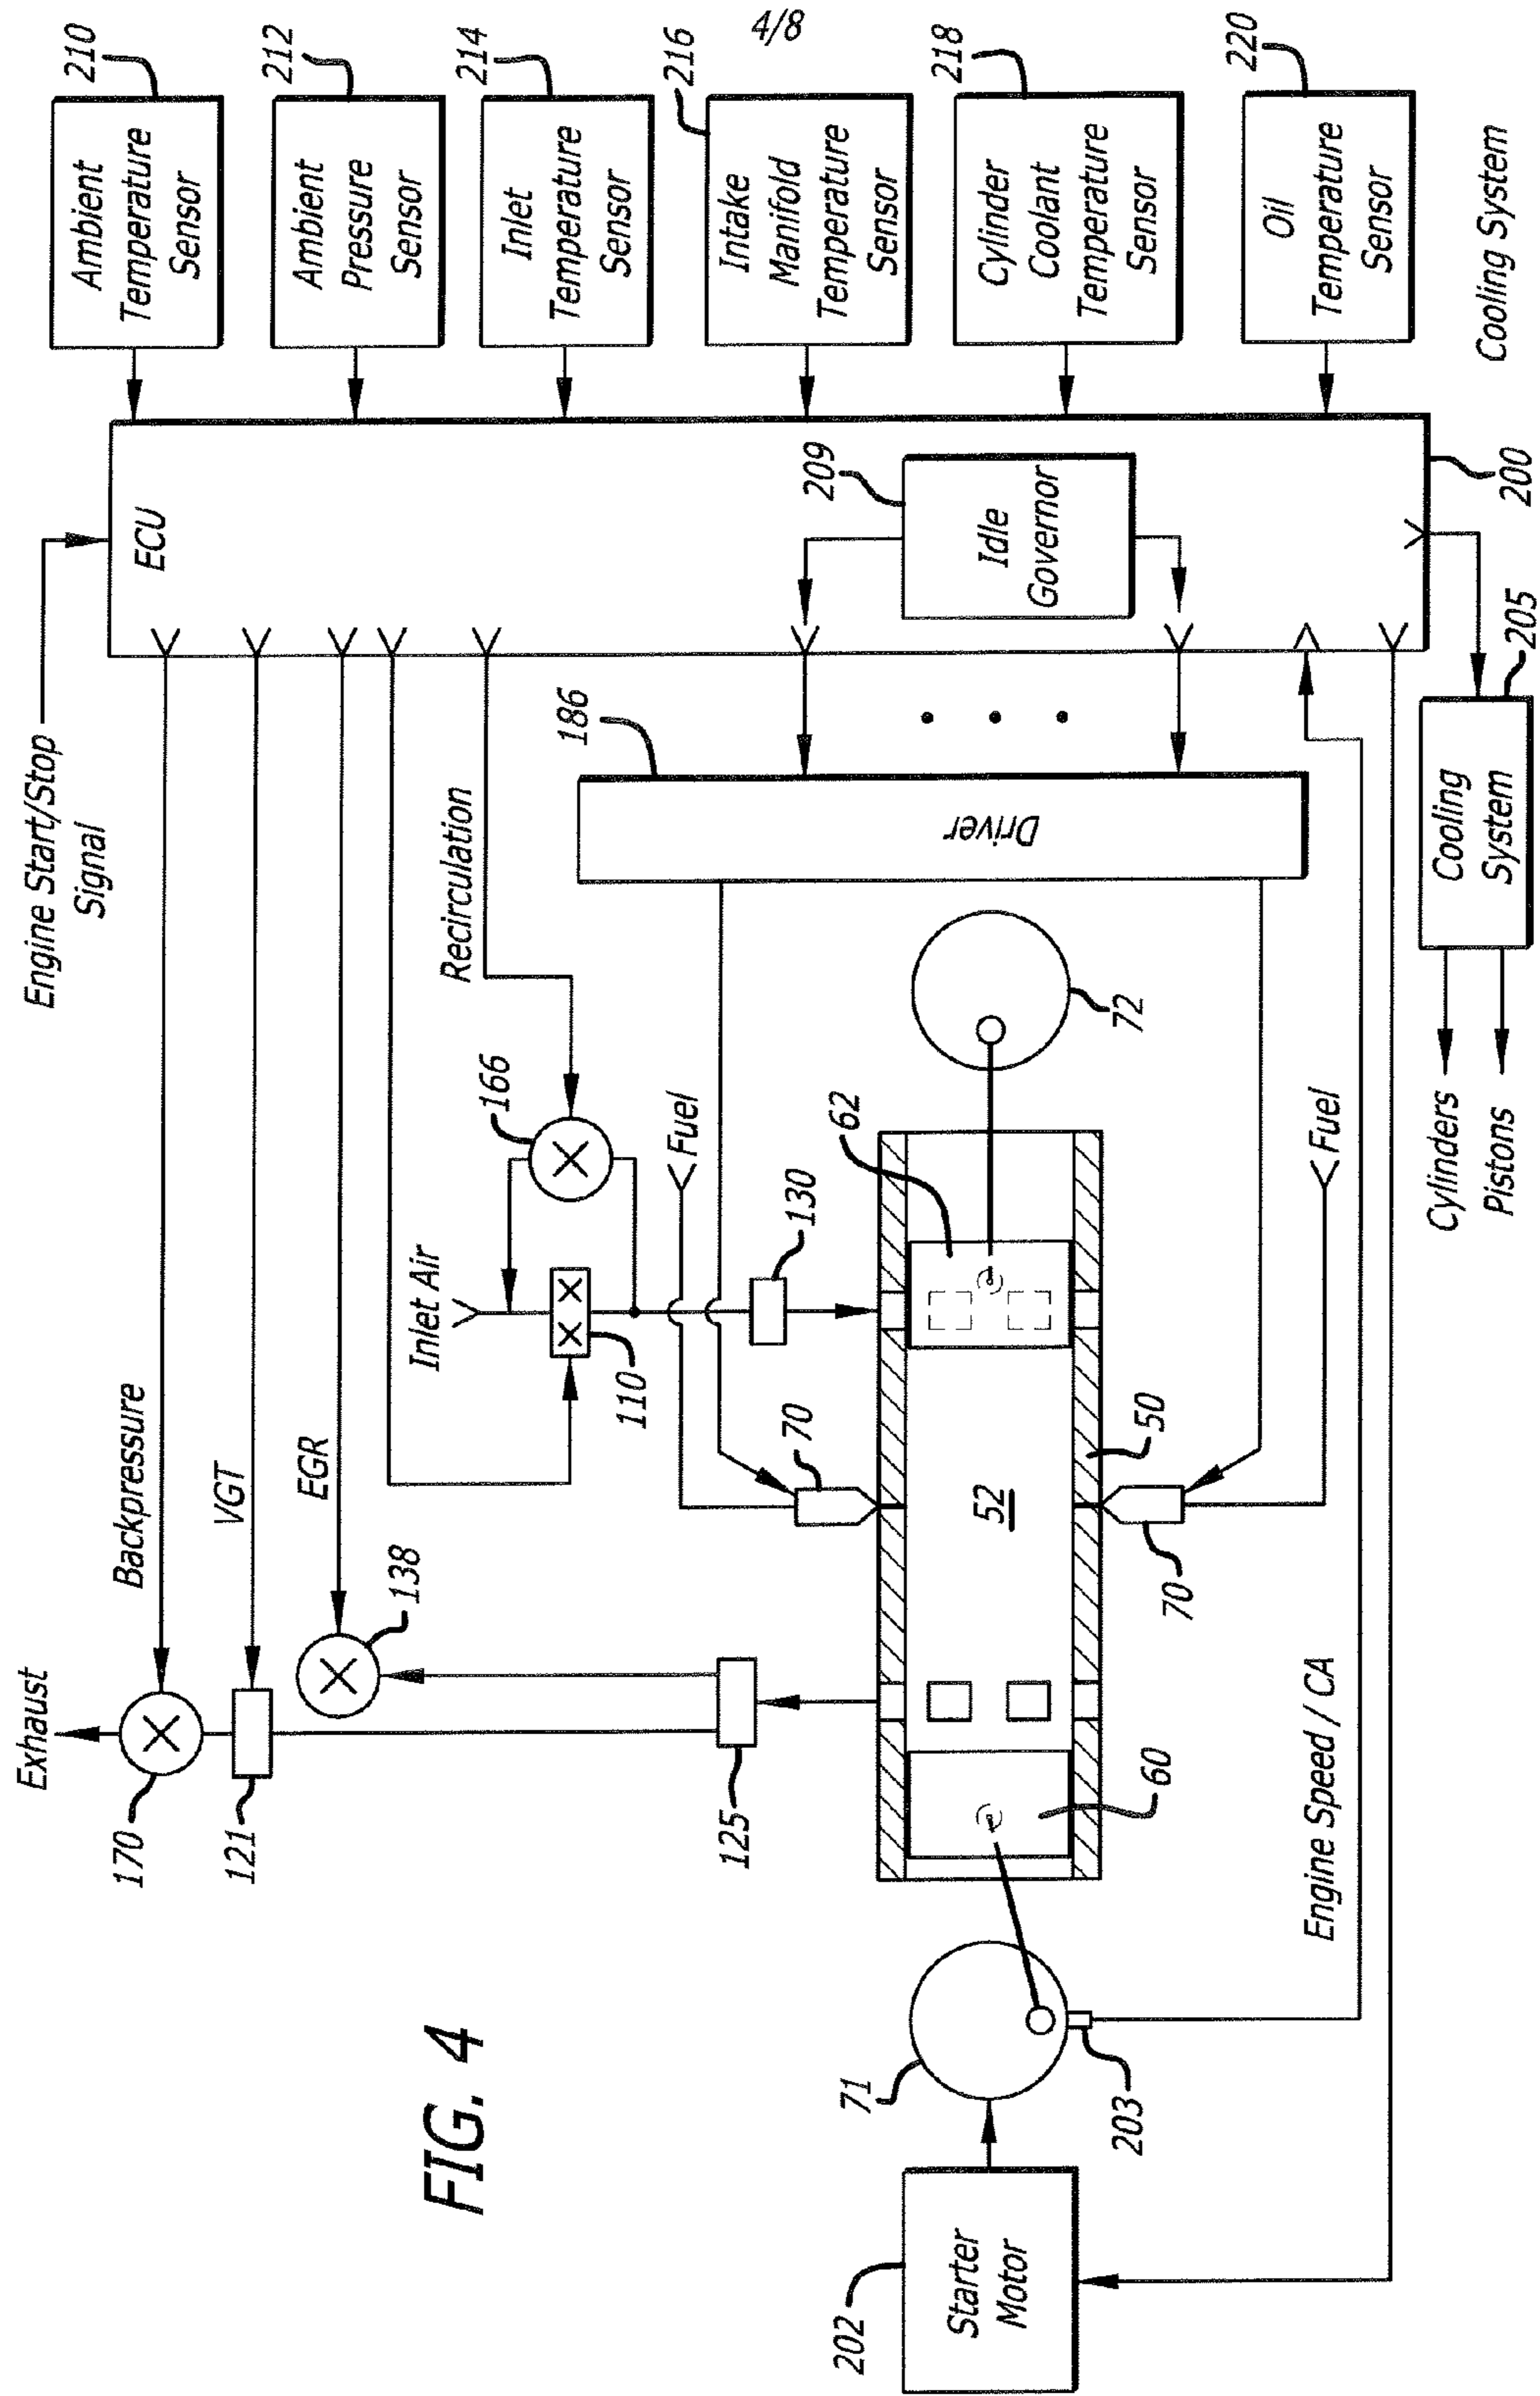 4/8
FIG. 4
Exhaust
170
121
Backpressure
VGT
EGR
138
125
Engine Start/Stop
Signal
Recirculation
166
Inlet Air
110
Fuel
130
70
186
Driver
ECU
209
Idle
Governor
200
210
Ambient
Temperature
Sensor
212
Ambient
Pressure
Sensor
214
Inlet
Temperature
Sensor
216
Intake
Manifold
Temperature
Sensor
218
Cylinder
Coolant
Temperature
Sensor
220
Oil
Temperature
Sensor
Cooling System
205
Cooling
System
Cylinders
Pistons
202
Starter
Motor
71
203
60
52
50
62
72
70
Fuel
Engine Speed / CA